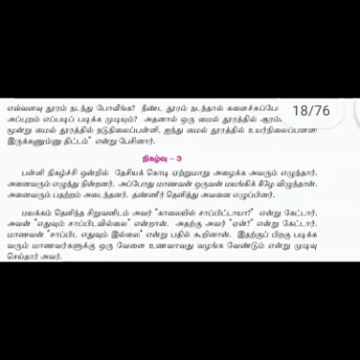 எவ்வளவு தூரம் நடந்து போவீங்க? நீண்ட தூரம் நடந்தால் களைச்சுப்போ
18/76
அப்புறம் எப்படிப் படிக்க முடியும்? அதனால் ஒரு மைல் தூரத்தில் ஆரம்
மூன்று மைல் தூரத்தில் நடுநிலைப்பள்ளி, ஐந்து மைல் தூரத்தில் உயர்நிலைப்பள்ளி
இருக்கணும்னு திட்டம்" என்று பேசினார்.
நிகழ்வு - 3
பள்ளி நிகழ்ச்சி ஒன்றில் தேசியக் கொடி ஏற்றுமாறு அழைக்க அவரும் எழுந்தார்.
அனைவரும் எழுந்து நின்றனர். அப்போது மாணவன் ஒருவன் மயங்கிக் கீழே விழுந்தான்.
அனைவரும் பதற்றம் அடைந்தனர். தண்ணீர் தெளித்து அவனை எழுப்பினர்.
மயக்கம் தெளிந்த சிறுவனிடம் அவர் "காலையில் சாப்பிட்டாயா?" என்று கேட்டார்.
அவன் "எதுவும் சாப்பிடவில்லை" என்றான். அதற்கு அவர் "ஏன்?" என்று கேட்டார்.
மாணவன் "சாப்பிட எதுவும் இல்லை" என்று பதில் கூறினான். இதற்குப் பிறகு படிக்க
வரும் மாணவர்களுக்கு ஒரு வேளை உணவாவது வழங்க வேண்டும் என்று முடிவு
செய்தார் அவர்.